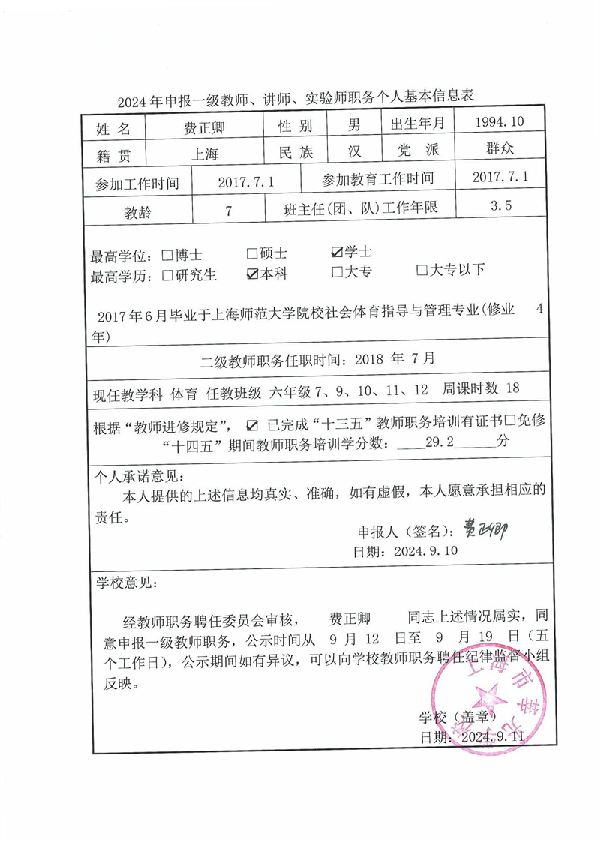 2024年申报一级教师、讲师、实验师职务个人基本信息表
姓 名 费正卿 性 别 男 出生年月 1994.10
籍 贯 上海 民 族 汉 党 派 群众
参加工作时间 2017.7.1 参加教育工作时间 2017.7.1
教龄 7 班主任(团、队)工作年限 3.5
最高学位：□博士 □硕士 ☑学士
最高学历：□研究生 ☑本科 □大专 □大专以下
2017年6月毕业于上海师范大学院校社会体育指导与管理专业(修业 4
年)
二级教师职务任职时间：2018 年 7月
现任教学科 体育 任教班级 六年级7、9、10、11、12 周课时数 18
根据“教师进修规定”，☑ 已完成“十三五”教师职务培训有证书□免修
“十四五”期间教师职务培训学分数：____29.2______分
个人承诺意见：
本人提供的上述信息均真实、准确，如有虚假，本人愿意承担相应的
责任。
申报人（签名）：费正卿
日期：2024.9.10
学校意见：
经教师职务聘任委员会审核， 费正卿 同志上述情况属实，同
意申报一级教师职务，公示时间从 9 月 12 日至 9 月 19 日（五
个工作日），公示期间如有异议，可以向学校教师职务聘任纪律监督小组
反映。
学校（盖章）
日期：2024.9.11
上海市